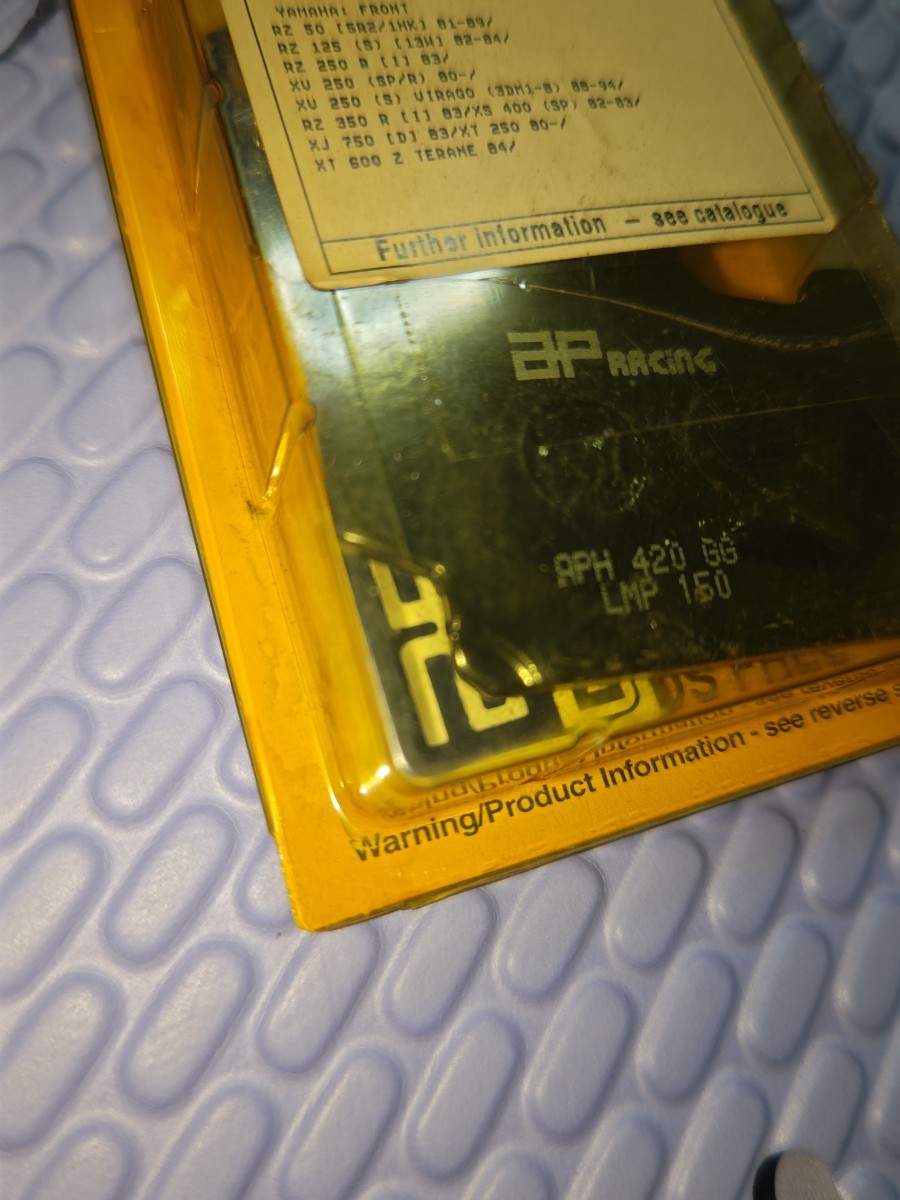 YAMAHA: FRONT
RZ 50 [5R2/1HK] 81-89/
RZ 125 (S) [13W] 82-84/
RZ 250 R [I] 83/
XV 250 (SP/R) 80-/
XV 250 (S) VIRAGO (3DM1-8) 88-94/
RZ 350 R [I] 83/XS 400 (SP) 82-83/
XJ 750 [D] 83/XT 250 80-/
XT 600 Z TERANE 84/
Further information – see catalogue
AP RACING
APH 420 GG
LMP 160
Warning/Product Information - see reverse